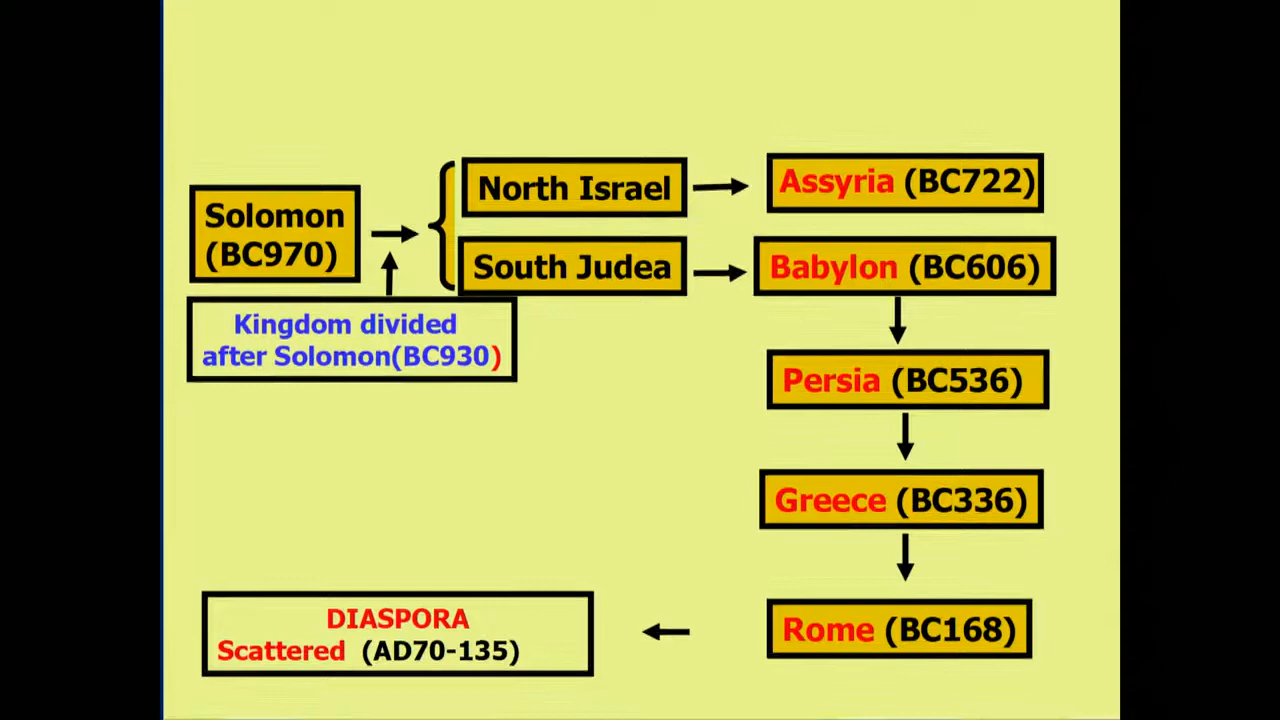 Solomon
(BC970)
North Israel
Assyria (BC722)
South Judea
Babylon (BC606)
Kingdom divided
after Solomon(BC930)
Persia (BC536)
Greece (BC336)
Rome (BC168)
DIASPORA
Scattered (AD70-135)